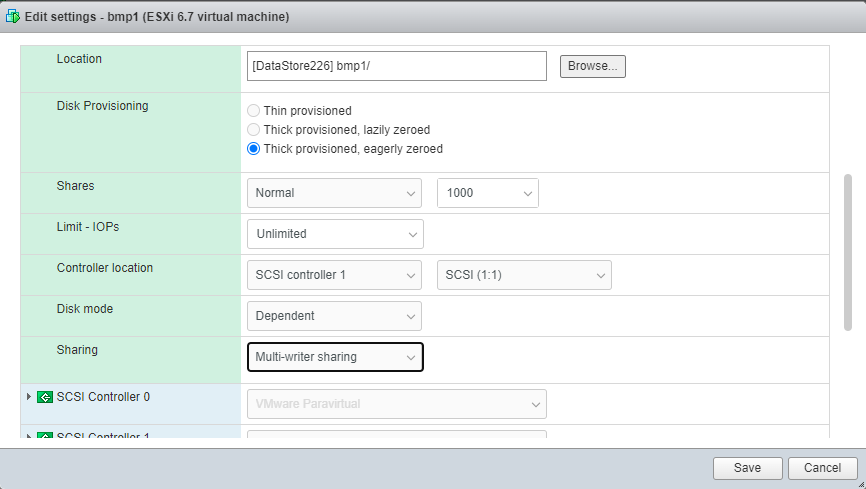 Edit settings - bmp1 (ESXi 6.7 virtual machine)
Location
[DataStore226] bmp1/
Browse...
Disk Provisioning
Thin provisioned
Thick provisioned, lazily zeroed
Thick provisioned, eagerly zeroed
Shares
Normal
1000
Limit - IOPs
Unlimited
Controller location
SCSI controller 1
SCSI (1:1)
Disk mode
Dependent
Sharing
Multi-writer sharing
SCSI Controller 0
VMware Paravirtual
SCSI Controller 1
Save
Cancel